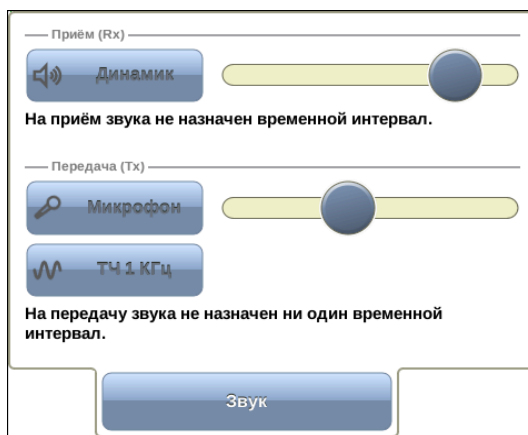 Приём (Rx)
Динамик
На приём звука не назначен временной интервал.
Передача (Tx)
Микрофон
ТЧ 1 КГц
На передачу звука не назначен ни один временной
интервал.
Звук